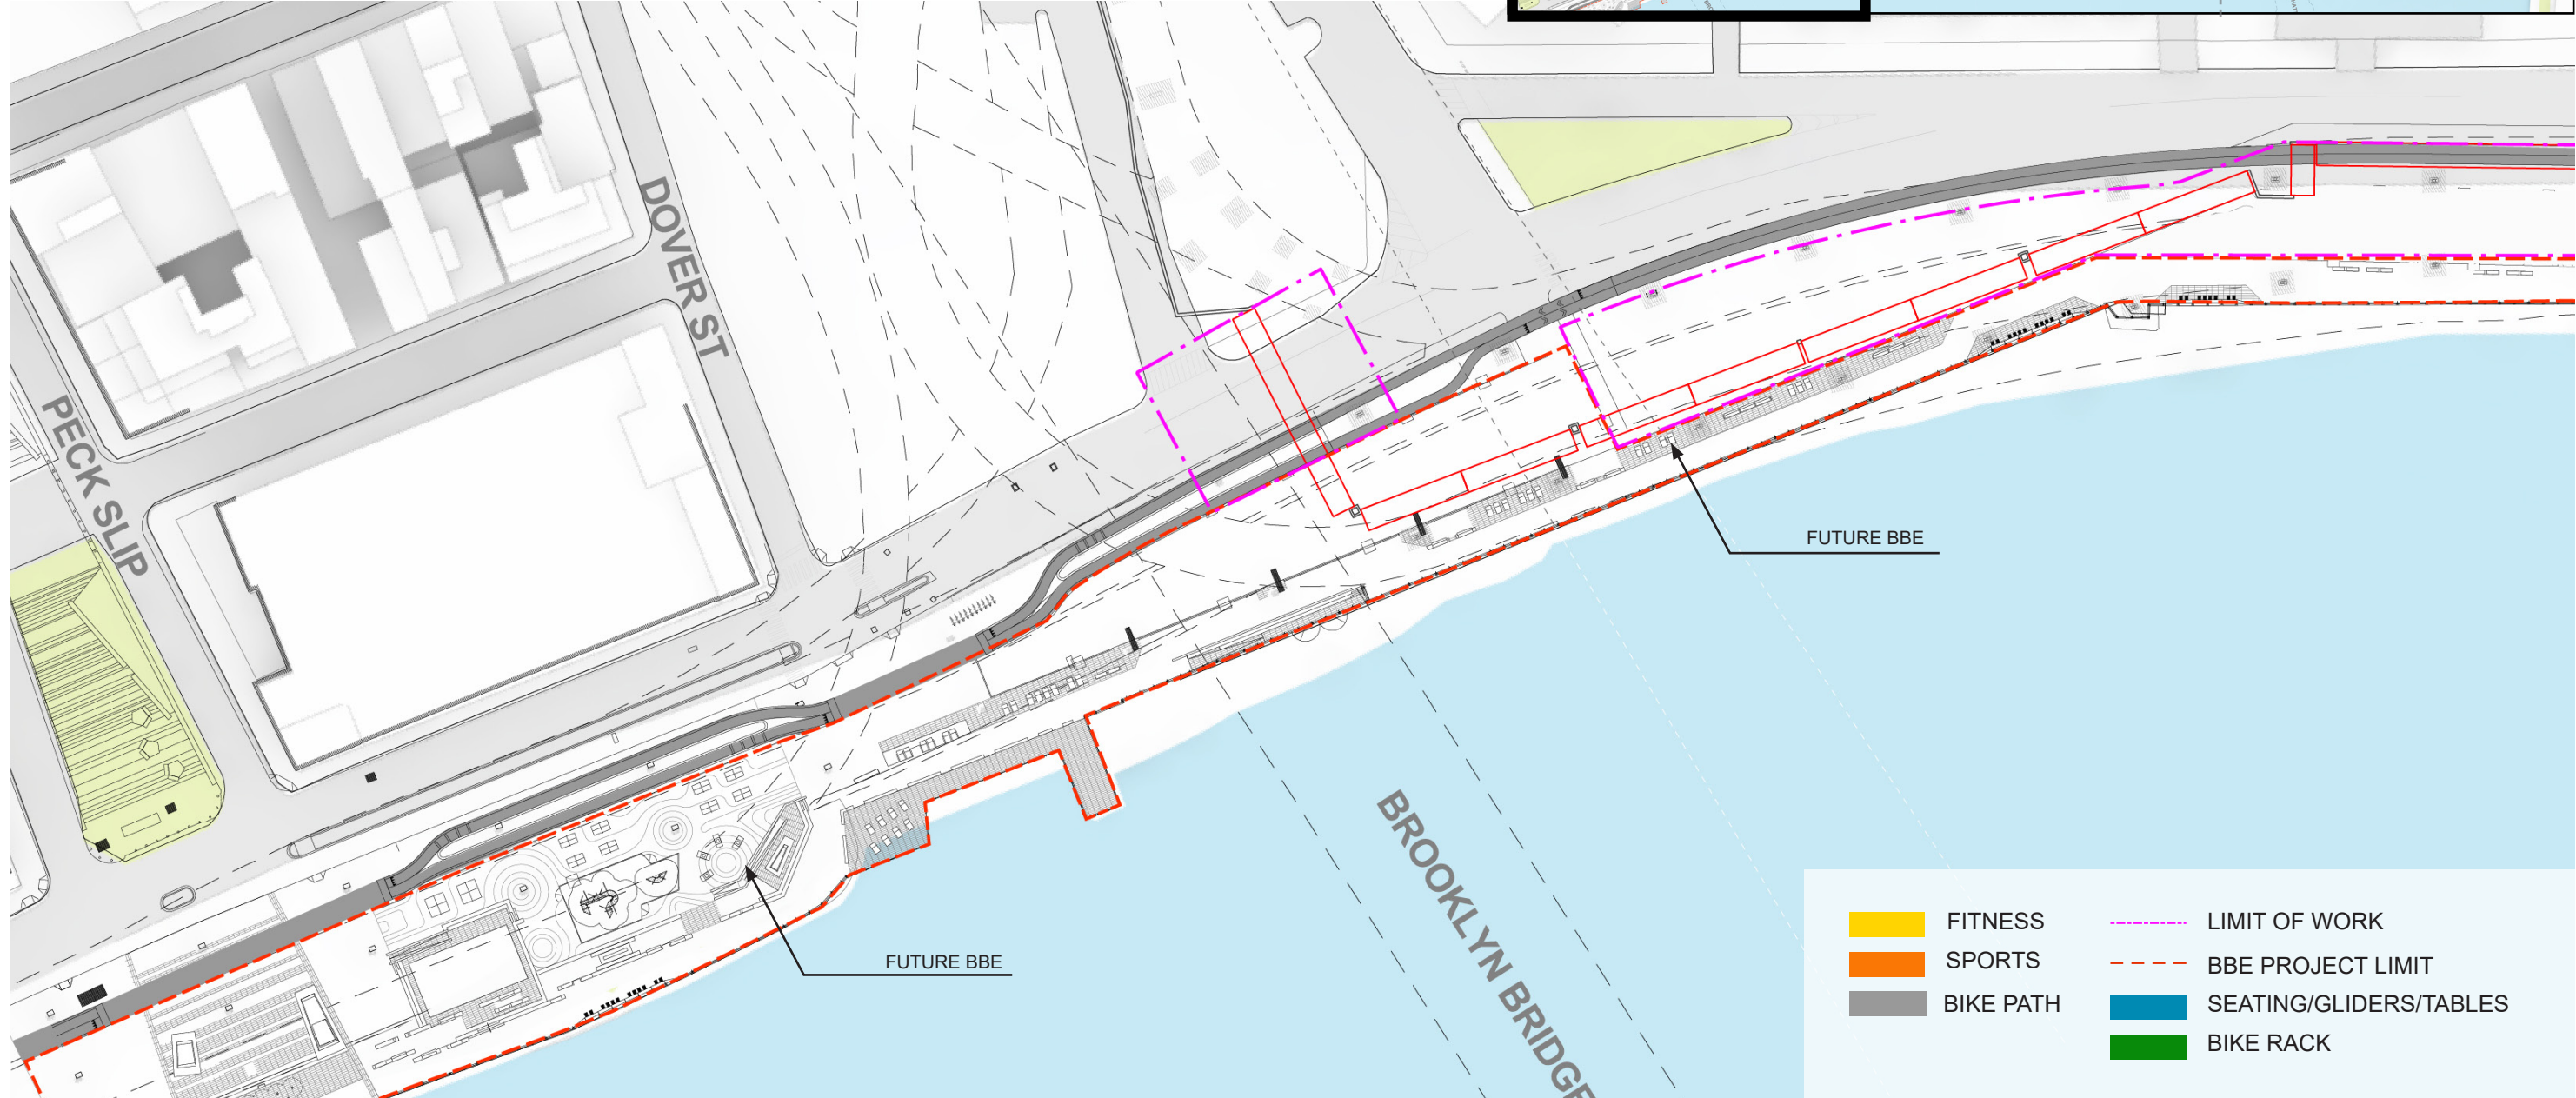 DOVER ST
PECK SLIP
FUTURE BBE
FUTURE BBE
BROOKLYN BRIDGE
FITNESS
SPORTS
BIKE PATH
LIMIT OF WORK
BBE PROJECT LIMIT
SEATING/GLIDERS/TABLES
BIKE RACK